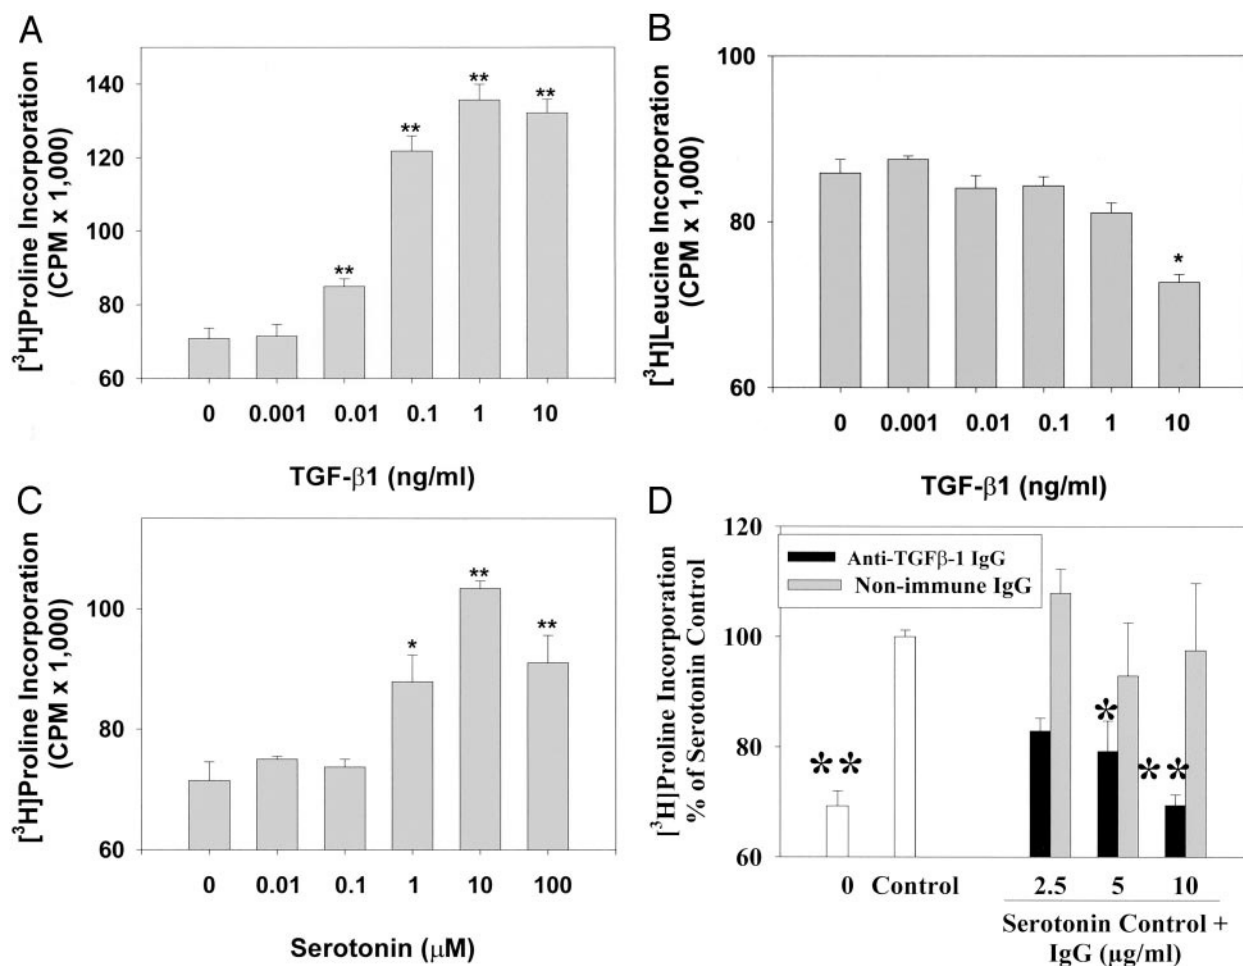 A
[³H]Proline Incorporation
(CPM x 1,000)
140
120
100
80
60
**
**
**
**
0 0.001 0.01 0.1 1 10
TGF-β1 (ng/ml)
B
[³H]Leucine Incorporation
(CPM x 1,000)
100
80
60
*
0 0.001 0.01 0.1 1 10
TGF-β1 (ng/ml)
C
[³H]Proline Incorporation
(CPM x 1,000)
100
80
60
*
**
**
0 0.01 0.1 1 10 100
Serotonin (μM)
D
[³H]Proline Incorporation
% of Serotonin Control
120
100
80
60
Anti-TGFβ-1 IgG
Non-immune IgG
**
*
**
0 Control 2.5 5 10
Serotonin Control +
IgG (μg/ml)